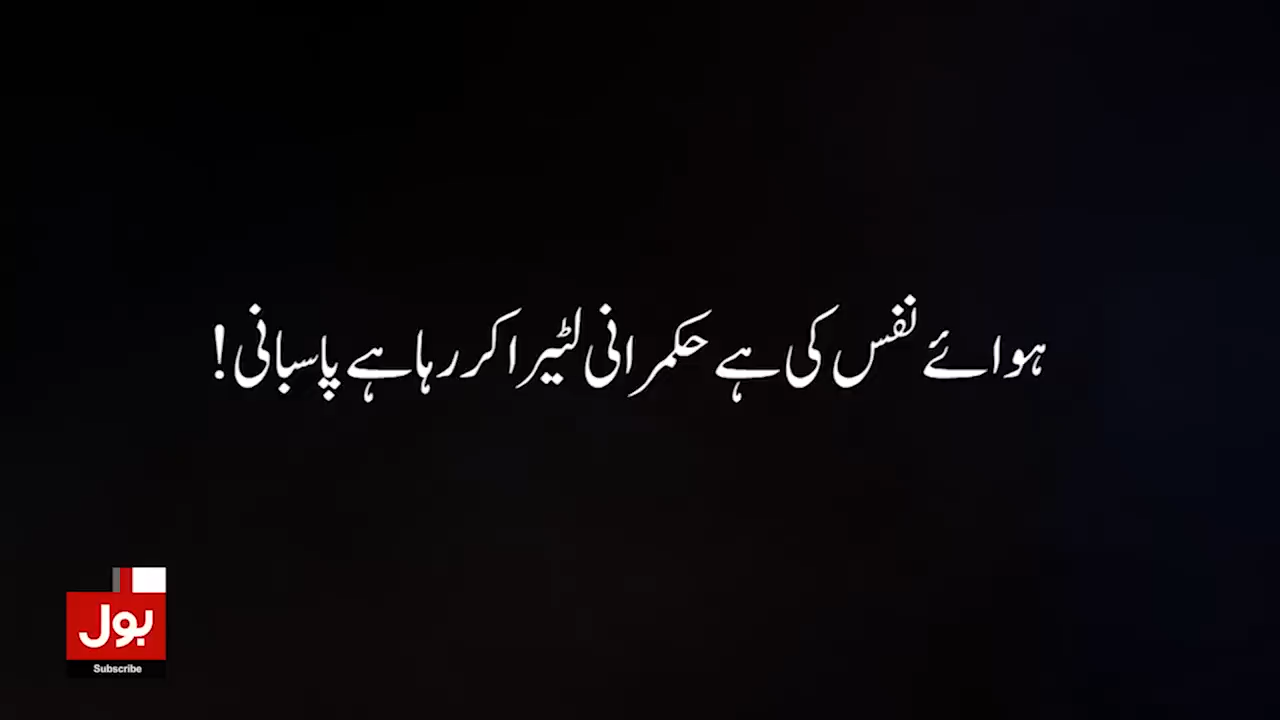 ہوائے نفس کی ہے حکمرانی لٹیرا کر رہا ہے پاسبانی!
بول
Subscribe